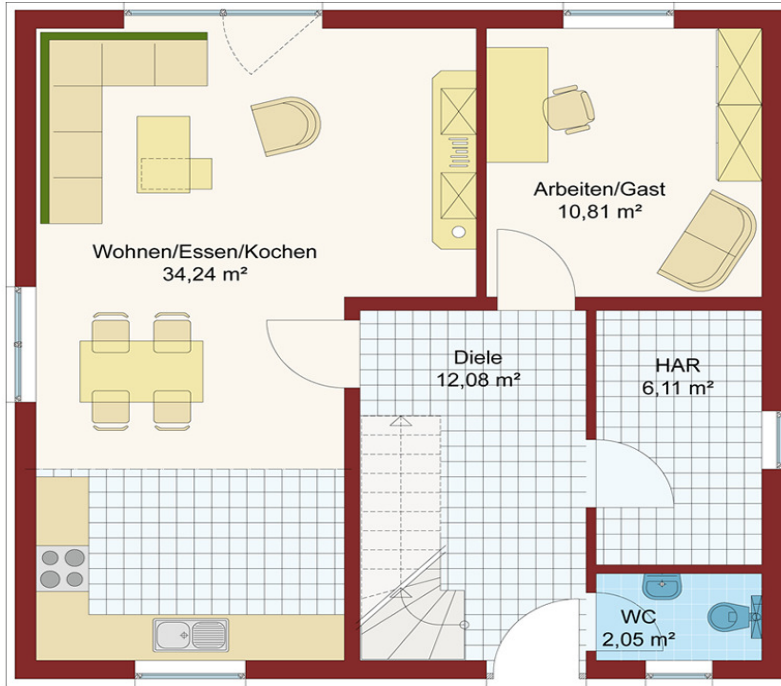 Wohnen/Essen/Kochen
34,24 m²
Arbeiten/Gast
10,81 m²
Diele
12,08 m²
HAR
6,11 m²
WC
2,05 m²